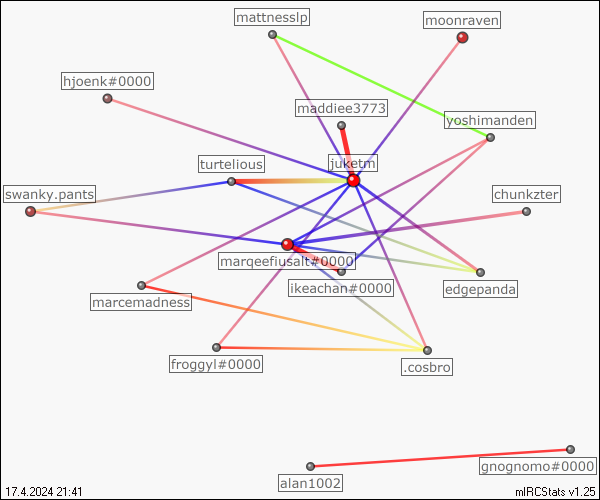 mattnesslp
moonraven
hjoenk#0000
maddiee3773
yoshimanden
turtelious
juketm
swanky.pants
chunkzter
marqeefiusalt#0000
ikeachan#0000
edgepanda
marcemadness
froggyl#0000
.cosbro
gnognomo#0000
alan1002
17.4.2024 21:41
mIRCStats v1.25